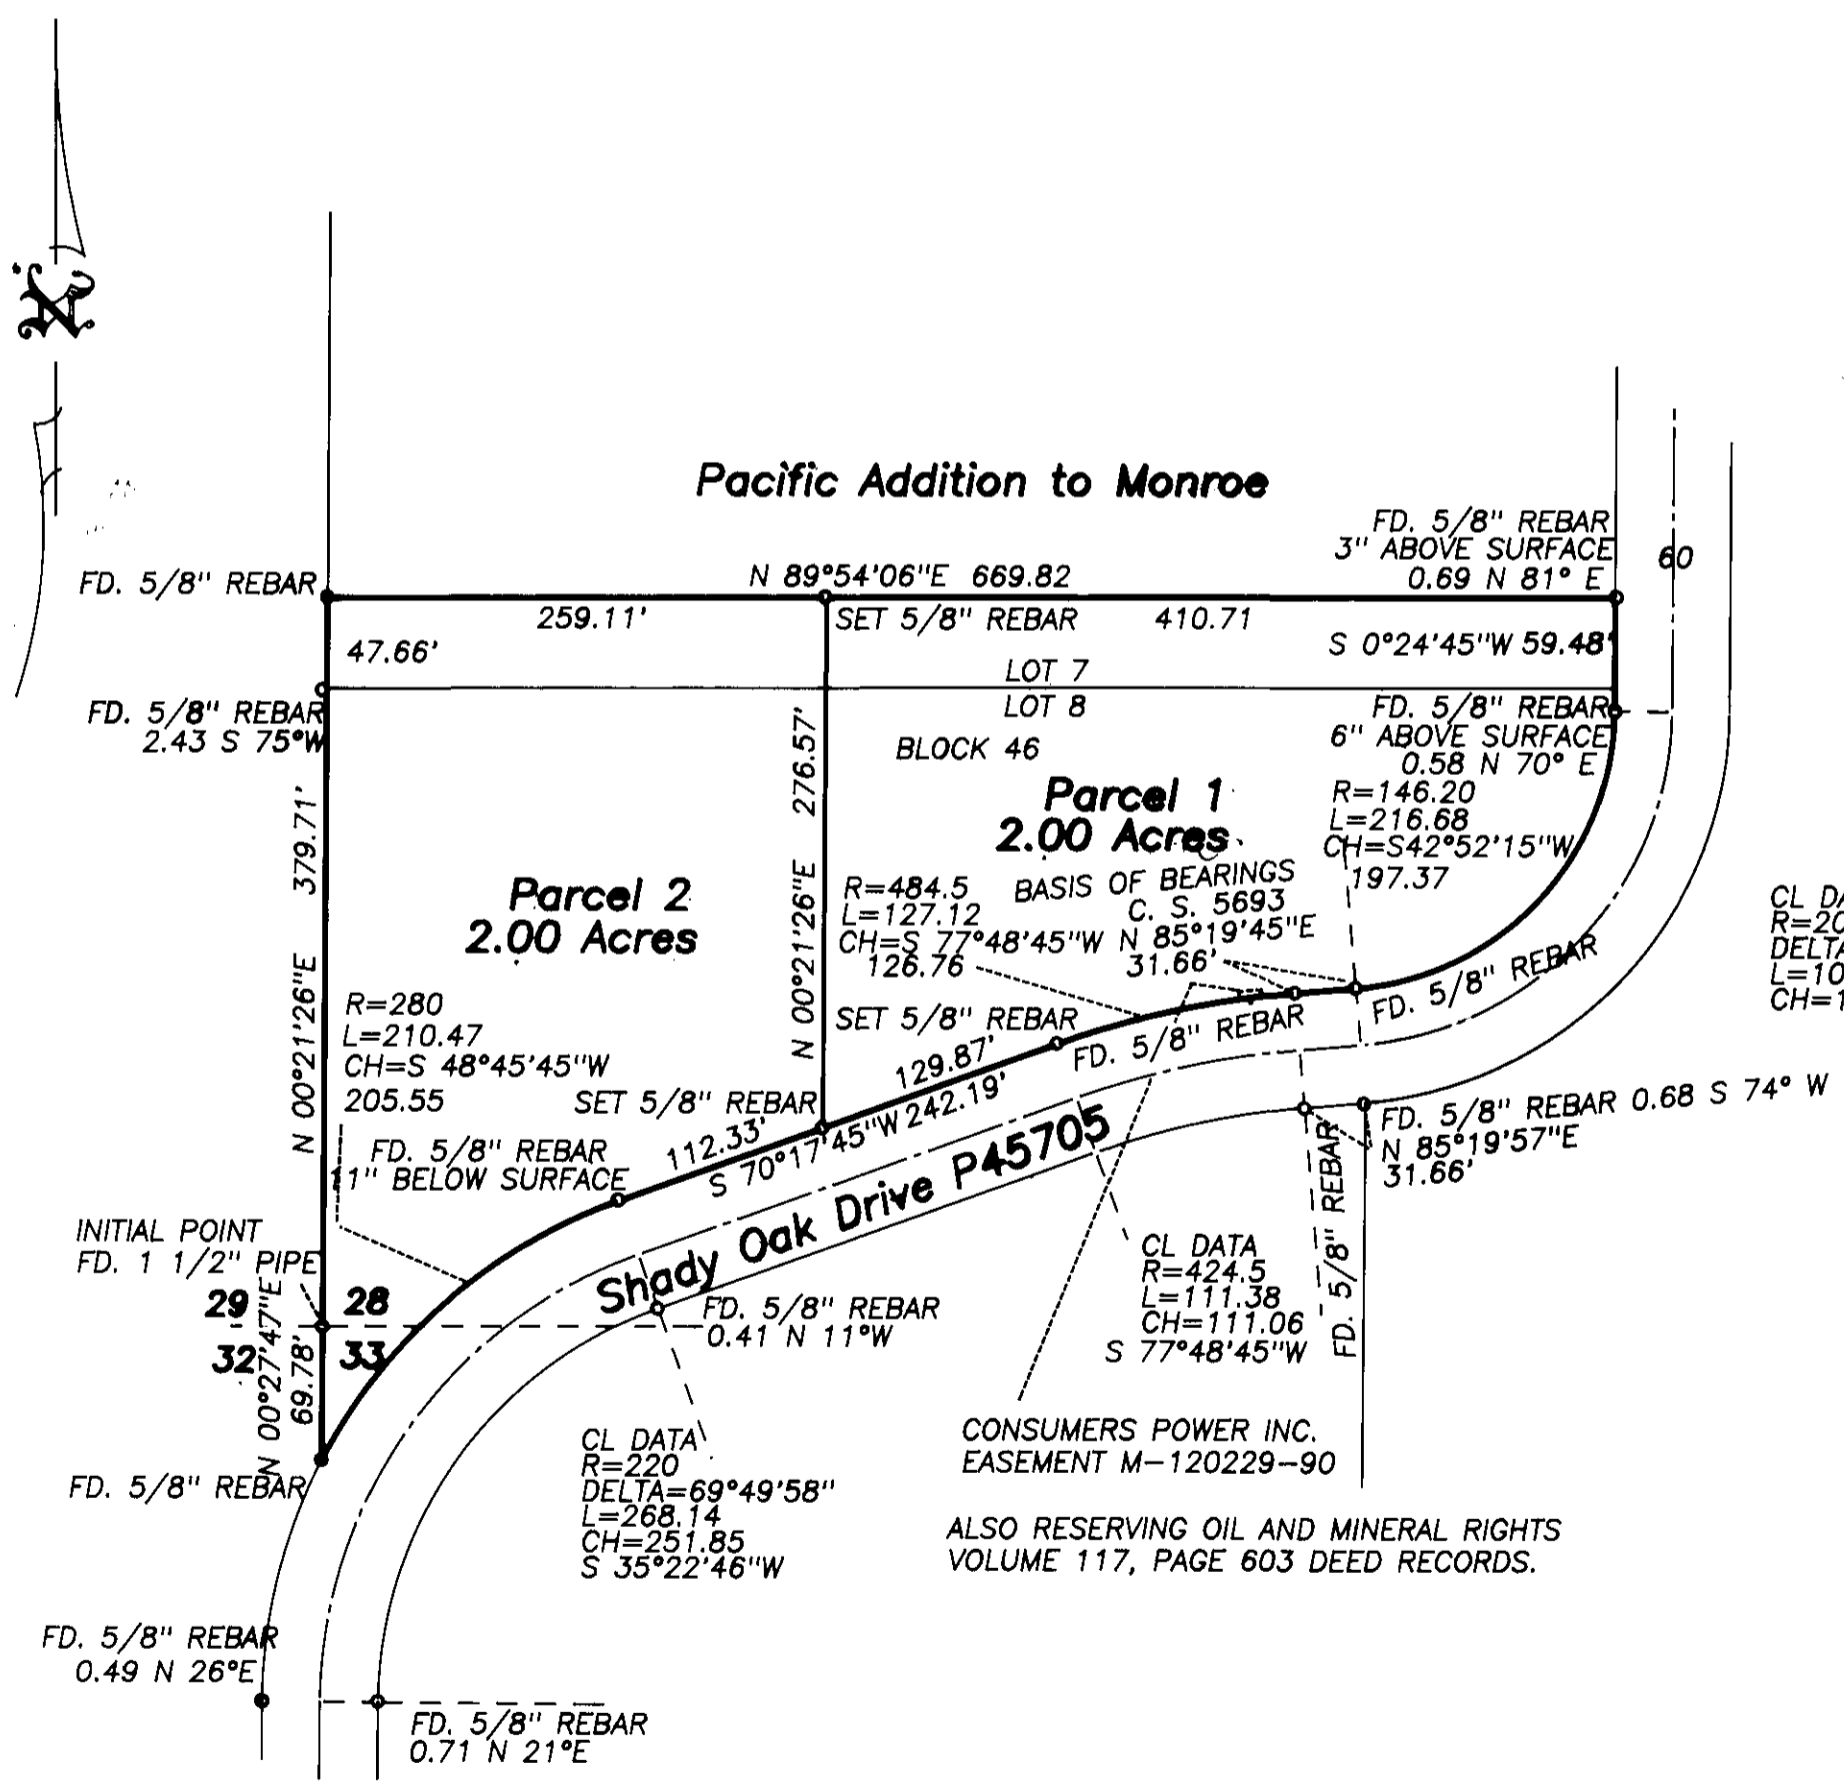 N
Pacific Addition to Monroe
FD. 5/8" REBAR
3" ABOVE SURFACE
0.69 N 81° E
60
FD. 5/8" REBAR
N 89°54'06"E 669.82
259.11'
SET 5/8" REBAR
410.71
47.66'
S 0°24'45"W 59.48'
LOT 7
LOT 8
BLOCK 46
FD. 5/8" REBAR
2.43 S 75°W
FD. 5/8" REBAR
6" ABOVE SURFACE
0.58 N 70° E
R=146.20
L=216.68
CH=S42°52'15"W
197.37
Parcel 1
2.00 Acres
N 00°21'26"E 276.57'
N 00°21'26"E 379.71'
Parcel 2
2.00 Acres
R=484.5
L=127.12
CH=S 77°48'45"W
126.76
BASIS OF BEARINGS
C. S. 5693
N 85°19'45"E
31.66'
CL DA
R=20
DELTA
L=10
CH=1
R=280
L=210.47
CH=S 48°45'45"W
205.55
SET 5/8" REBAR
FD. 5/8" REBAR
FD. 5/8" REBAR
129.87'
S 70°17'45"W 242.19'
112.33'
SET 5/8" REBAR
FD. 5/8" REBAR
11" BELOW SURFACE
Shady Oak Drive P45705
FD. 5/8" REBAR 0.68 S 74° W
N 85°19'57"E
31.66'
FD. 5/8" REBAR
INITIAL POINT
FD. 1 1/2" PIPE
29 28
32 33
N 00°27'47"E
69.78'
FD. 5/8" REBAR
0.41 N 11°W
CL DATA
R=424.5
L=111.38
CH=111.06
S 77°48'45"W
CONSUMERS POWER INC.
EASEMENT M-120229-90
FD. 5/8" REBAR
CL DATA
R=220
DELTA=69°49'58"
L=268.14
CH=251.85
S 35°22'46"W
ALSO RESERVING OIL AND MINERAL RIGHTS
VOLUME 117, PAGE 603 DEED RECORDS.
FD. 5/8" REBAR
0.49 N 26°E
FD. 5/8" REBAR
0.71 N 21°E